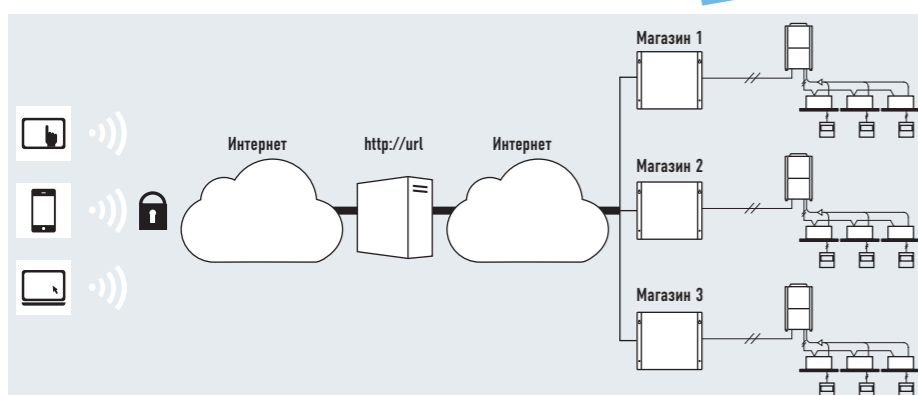 Интернет
http://url
Интернет
Магазин 1
Магазин 2
Магазин 3